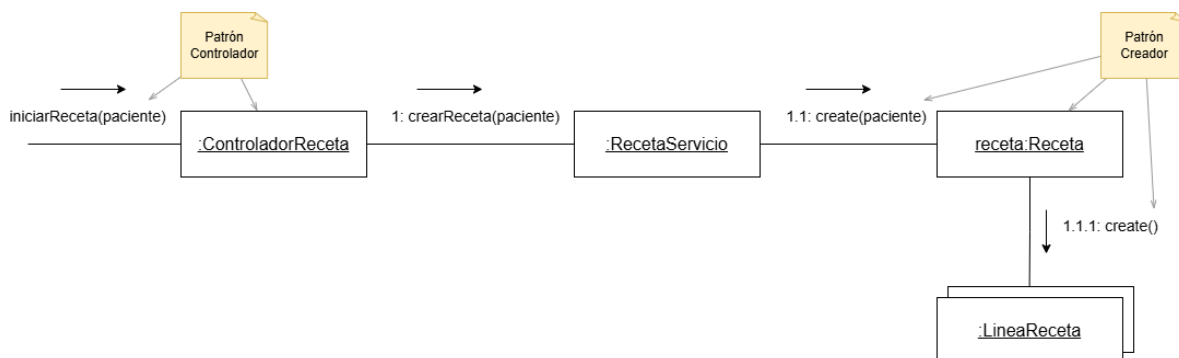 Patrón
Controlador
Patrón
Creador
iniciarReceta(paciente)
1: crearReceta(paciente)
1.1: create(paciente)
:ControladorReceta
:RecetaServicio
receta:Receta
1.1.1: create()
:LineaReceta